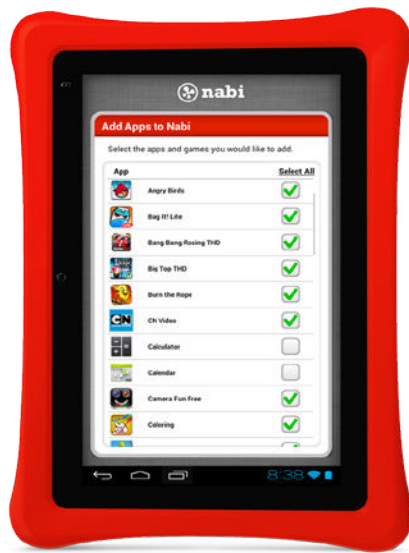 nabi
Add Apps to Nabi
Select the apps and games you would like to add.
App Select All
Angry Birds
Bag It! Lite
Bang Bang Racing THD
Big Top THD
Burn the Rope
CN CN Video
Calculator
Calendar
Camera Fun Free
Coloring
8:38